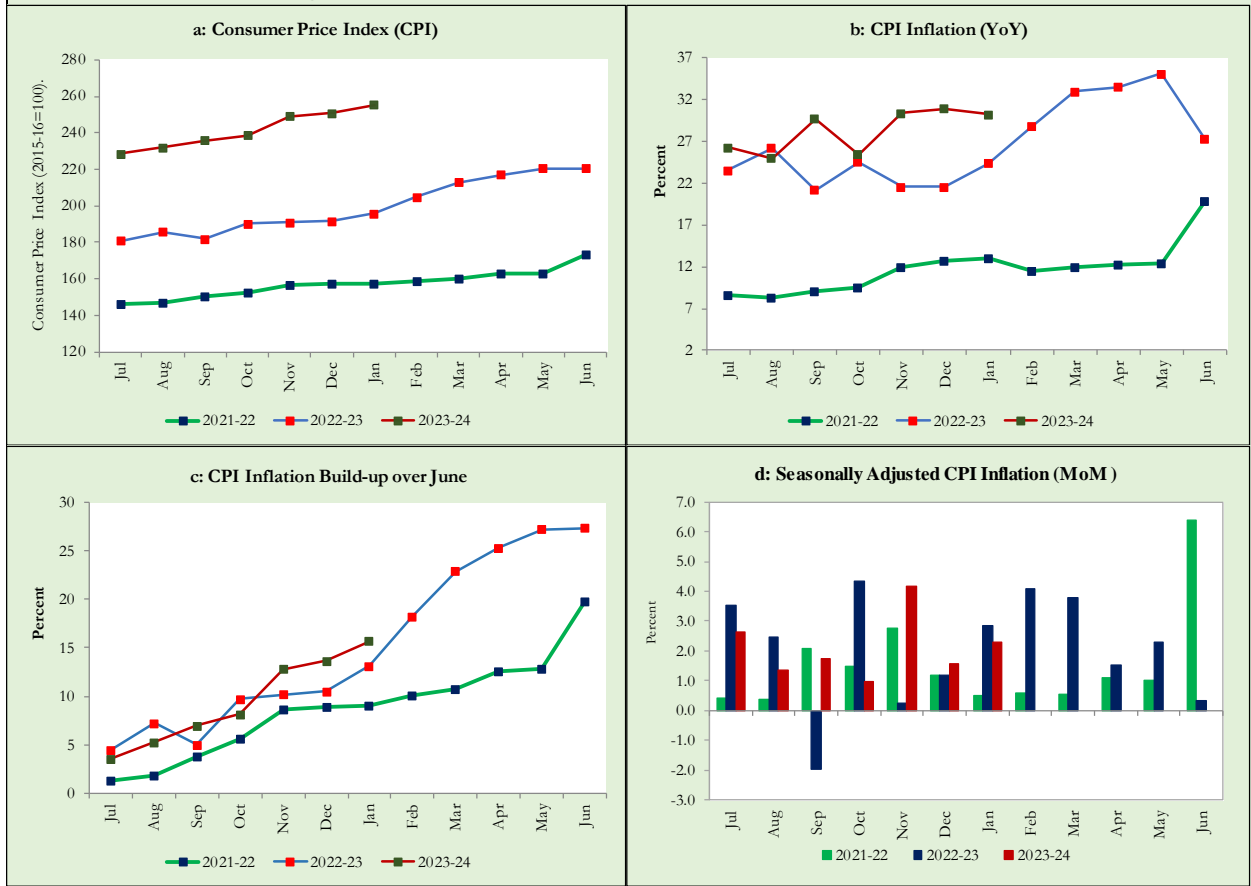 a: Consumer Price Index (CPI)
Consumer Price Index (2015-16=100).
280
260
240
220
200
180
160
140
120
Jul
Aug
Sep
Oct
Nov
Dec
Jan
Feb
Mar
Apr
May
Jun
2021-22
2022-23
2023-24
b: CPI Inflation (YoY)
Percent
37
32
27
22
17
12
7
2
Jul
Aug
Sep
Oct
Nov
Dec
Jan
Feb
Mar
Apr
May
Jun
2021-22
2022-23
2023-24
c: CPI Inflation Build-up over June
Percent
30
25
20
15
10
5
0
Jul
Aug
Sep
Oct
Nov
Dec
Jan
Feb
Mar
Apr
May
Jun
2021-22
2022-23
2023-24
d: Seasonally Adjusted CPI Inflation (MoM )
Percent
7.0
6.0
5.0
4.0
3.0
2.0
1.0
0.0
-1.0
-2.0
-3.0
Jul
Aug
Sep
Oct
Nov
Dec
Jan
Feb
Mar
Apr
May
Jun
2021-22
2022-23
2023-24